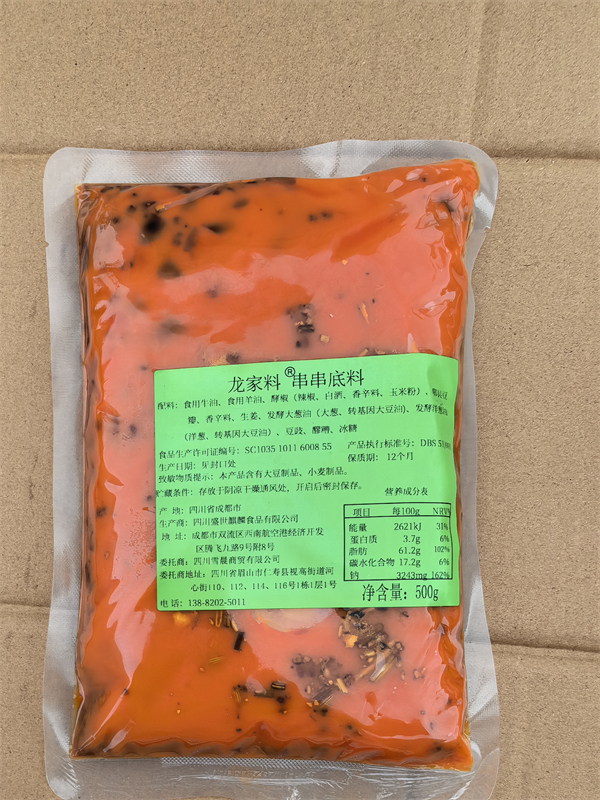 龙家料®串串底料
配料：食用牛油、食用羊油、酵椒（辣椒、白酒、香辛料、玉米粉）、郫县豆
瓣、香辛料、生姜、发酵大葱油（大葱、转基因大豆油）、发酵洋葱油
（洋葱、转基因大豆油）、豆豉、醪糟、冰糖
食品生产许可证编号：SC1035 1011 6008 55 产品执行标准号：DBS
生产日期：见封口处 保质期：12个月
致敏物质提示：本产品含有大豆制品、小麦制品。
贮藏条件：存放于阴凉干燥通风处，开启后密封保存。
营养成分表
项目 每100g NRV%
能量 2621kJ 31%
蛋白质 3.7g 6%
脂肪 61.2g 102%
碳水化合物 17.2g 6%
钠 3243mg 162%
净含量：500g
产 地：四川省成都市
生产商：四川盛世麒麟食品有限公司
地 址：成都市双流区西南航空港经济开发
区腾飞九路9号附8号
委托商：四川雪晨商贸有限公司
委托商地址：四川省眉山市仁寿县视高街道河
心街110、112、114、116号1栋1层1号
电话：138-8202-5011